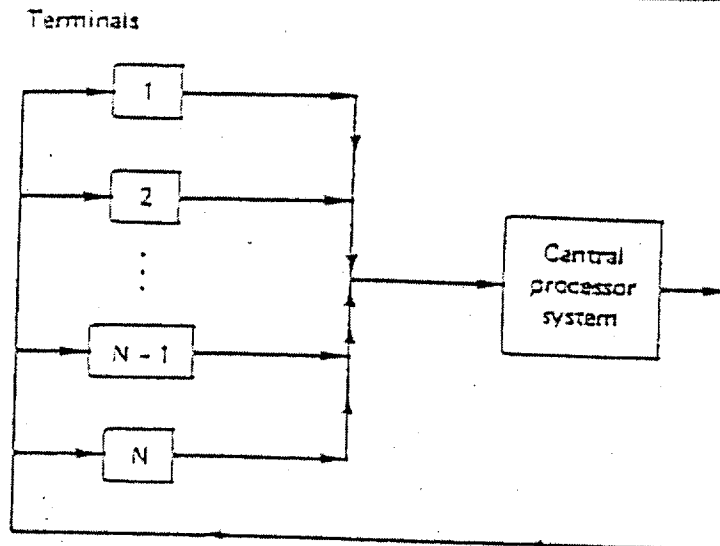 Terminals
1
2
N - 1
N
Central
processor
system